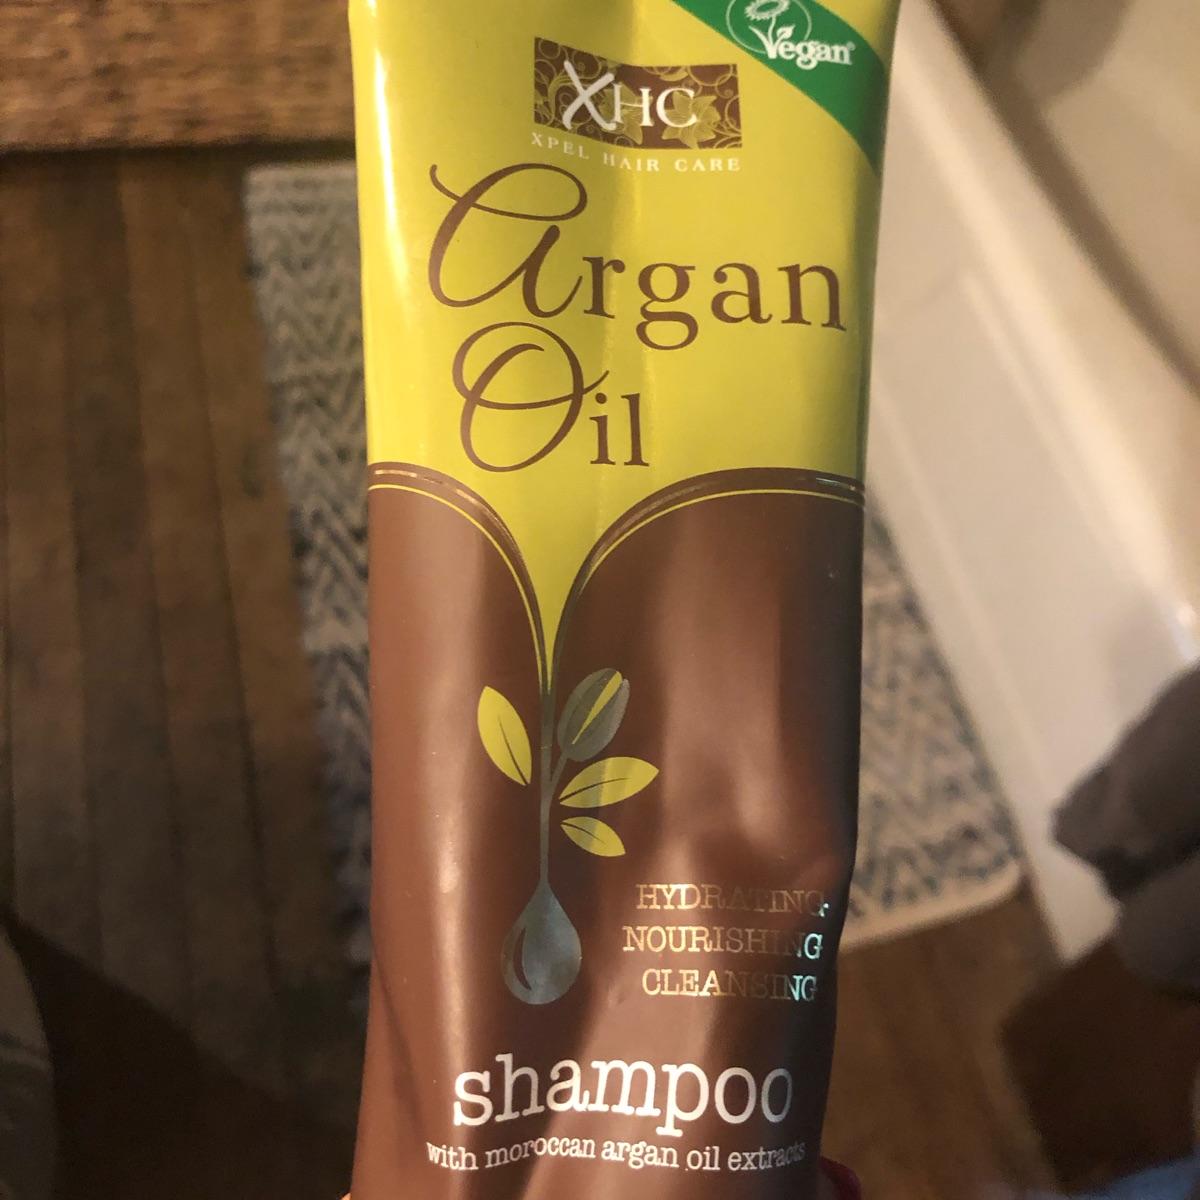 Vegan
XHC
XPEL HAIR CARE
Argan
Oil
HYDRATING
NOURISHING
CLEANSING
shampoo
with moroccan argan oil extracts